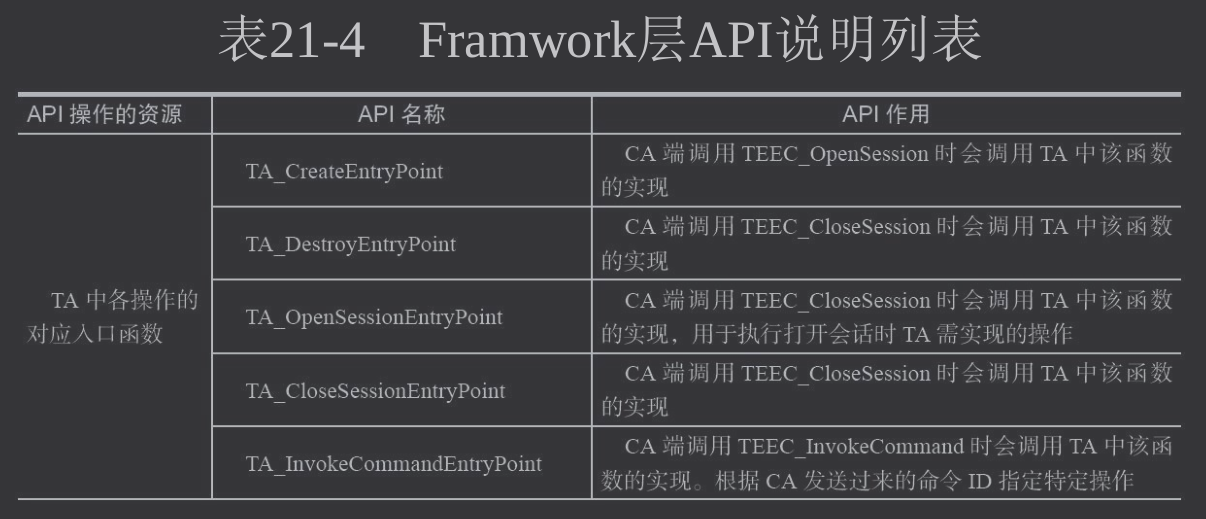 表21-4 Framwork层API说明列表
API 操作的资源 API 名称 API 作用
TA 中各操作的
对应入口函数
TA_CreateEntryPoint
CA 端调用 TEEC_OpenSession 时会调用 TA 中该函数
的实现
TA_DestroyEntryPoint
CA 端调用 TEEC_CloseSession 时会调用 TA 中该函数
的实现
TA_OpenSessionEntryPoint
CA 端调用 TEEC_CloseSession 时会调用 TA 中该函数
的实现，用于执行打开会话时 TA 需实现的操作
TA_CloseSessionEntryPoint
CA 端调用 TEEC_CloseSession 时会调用 TA 中该函数
的实现
TA_InvokeCommandEntryPoint
CA 端调用 TEEC_InvokeCommand 时会调用 TA 中该函
数的实现。根据 CA 发送过来的命令 ID 指定特定操作